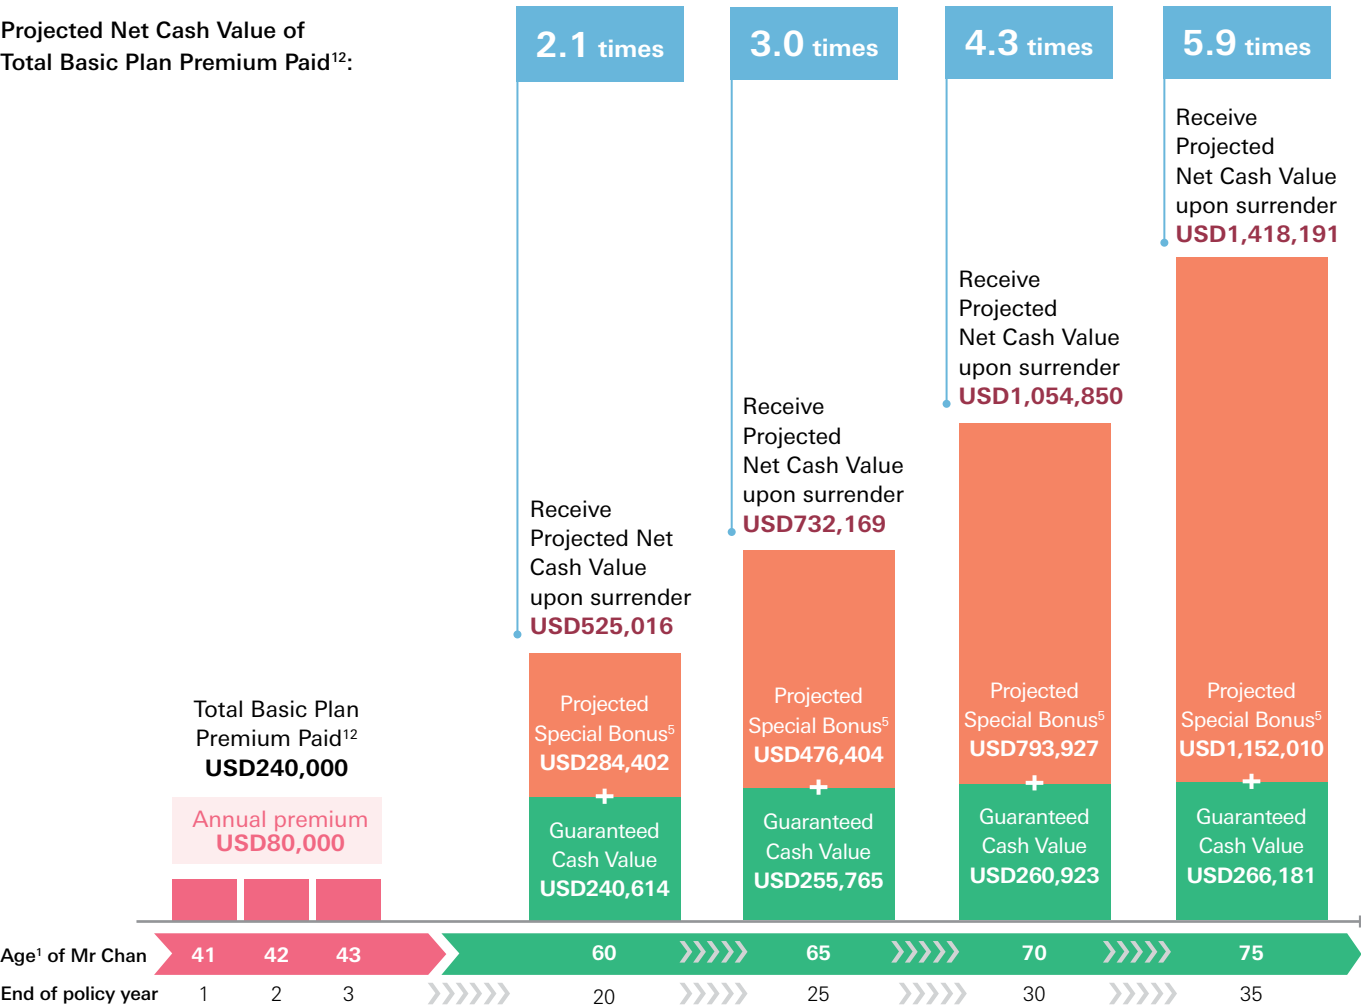 Projected Net Cash Value of
Total Basic Plan Premium Paid¹²:
2.1 times
3.0 times
4.3 times
5.9 times
Receive
Projected
Net Cash Value
upon surrender
USD1,418,191
Receive
Projected
Net Cash Value
upon surrender
USD1,054,850
Receive
Projected
Net Cash Value
upon surrender
USD732,169
Receive
Projected Net
Cash Value
upon surrender
USD525,016
Total Basic Plan
Premium Paid¹²
USD240,000
Annual premium
USD80,000
Projected
Special Bonus⁵
USD284,402
+
Guaranteed
Cash Value
USD240,614
Projected
Special Bonus⁵
USD476,404
+
Guaranteed
Cash Value
USD255,765
Projected
Special Bonus⁵
USD793,927
+
Guaranteed
Cash Value
USD260,923
Projected
Special Bonus⁵
USD1,152,010
+
Guaranteed
Cash Value
USD266,181
Age¹ of Mr Chan 41 42 43 60 65 70 75
End of policy year 1 2 3 20 25 30 35